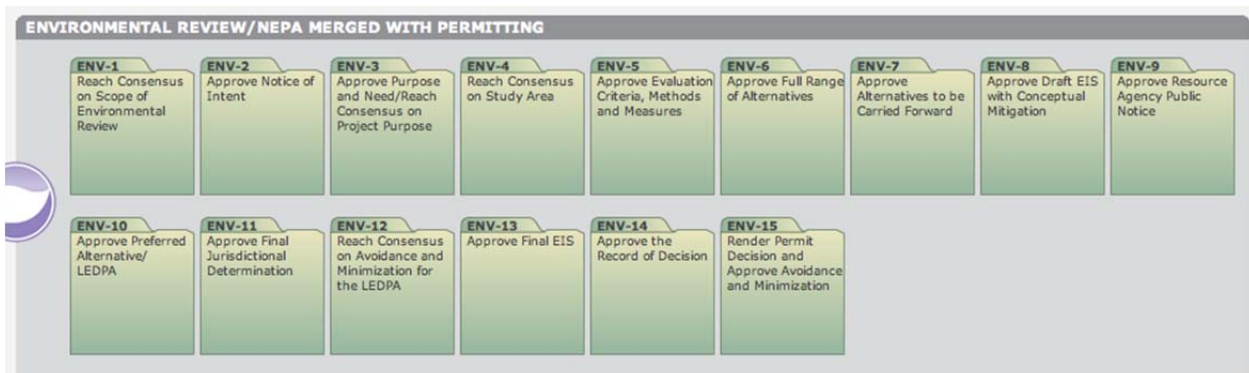 ENVIRONMENTAL REVIEW/NEPA MERGED WITH PERMITTING
ENV-1
Reach Consensus
on Scope of
Environmental
Review
ENV-2
Approve Notice of
Intent
ENV-3
Approve Purpose
and Need/Reach
Consensus on
Project Purpose
ENV-4
Reach Consensus
on Study Area
ENV-5
Approve Evaluation
Criteria, Methods
and Measures
ENV-6
Approve Full Range
of Alternatives
ENV-7
Approve
Alternatives to be
Carried Forward
ENV-8
Approve Draft EIS
with Conceptual
Mitigation
ENV-9
Approve Resource
Agency Public
Notice
ENV-10
Approve Preferred
Alternative/
LEDPA
ENV-11
Approve Final
Jurisdictional
Determination
ENV-12
Reach Consensus
on Avoidance and
Minimization for
the LEDPA
ENV-13
Approve Final EIS
ENV-14
Approve the
Record of Decision
ENV-15
Render Permit
Decision and
Approve Avoidance
and Minimization